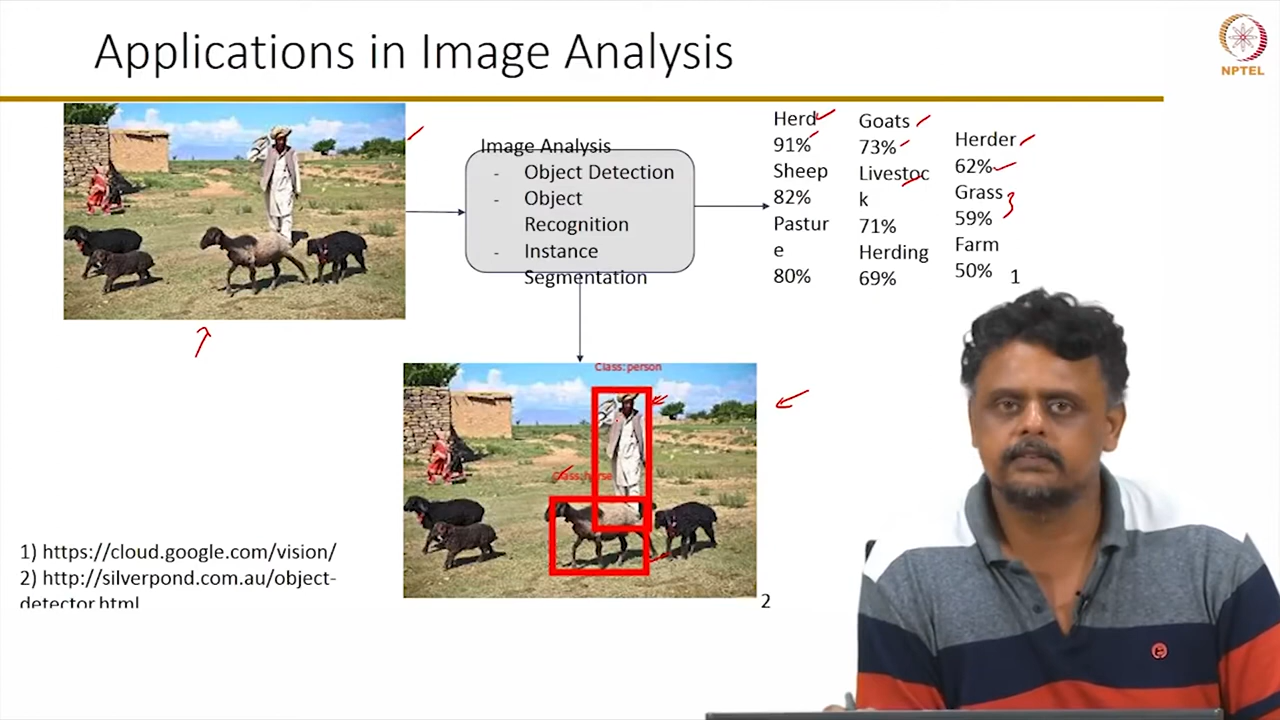 Applications in Image Analysis
NPTEL
Image Analysis
- Object Detection
- Object
Recognition
- Instance
Segmentation
Herd
91%
Sheep
82%
Pastur
e
80%
Goats
73%
Livestoc
k
71%
Herding
69%
Herder
62%
Grass
59%
Farm
50%
1
Class: person
Class: horse
2
1) https://cloud.google.com/vision/
2) http://silverpond.com.au/object-
detector.html